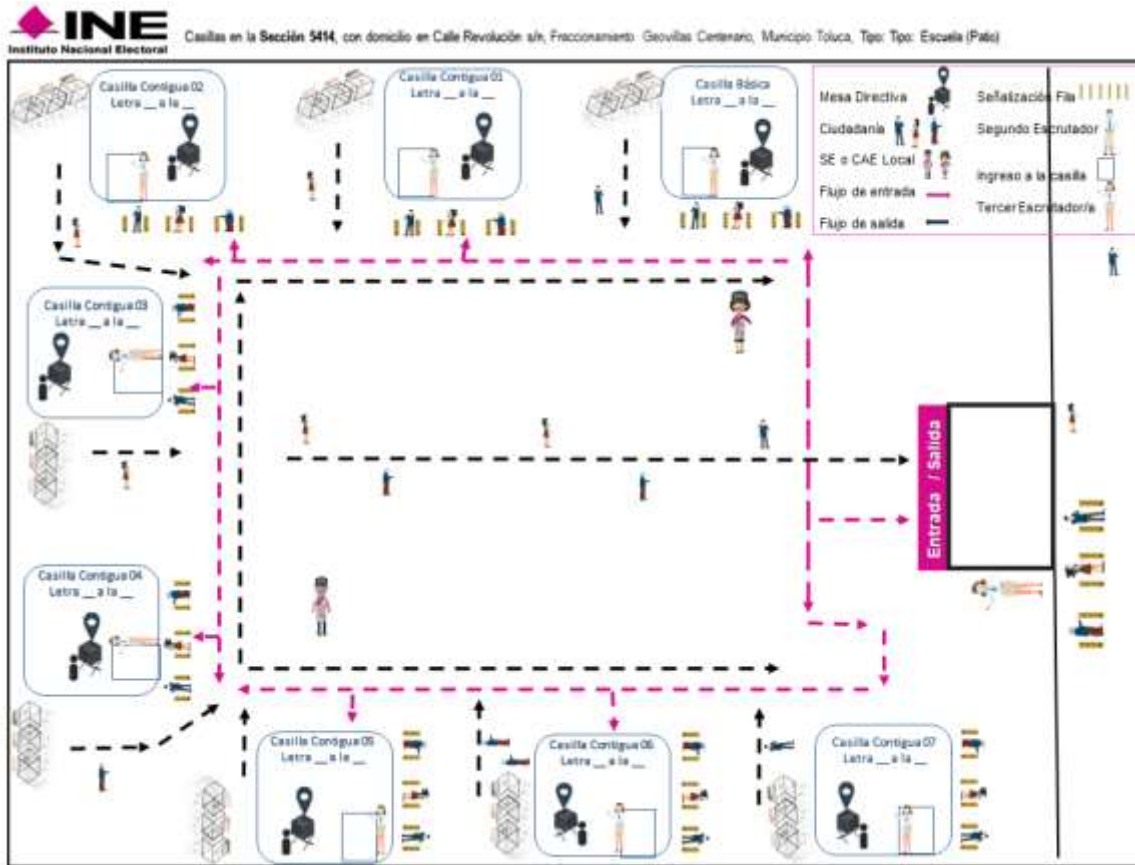 INE
Instituto Nacional Electoral
Casillas en la Sección 5414, con domicilio en Calle Revolución s/n, Fraccionamiento Geovillas Centenario, Municipio Toluca, Tipo: Tipo: Escuela (Patio)
Casilla Contigua 02
Letra __ a la __
Casilla Contigua 01
Letra __ a la __
Casilla Básica
Letra __ a la __
Mesa Directiva
Señalización Fila
Ciudadanía
Segundo Escrutador
SE o CAE Local
Ingreso a la casilla
Flujo de entrada
Tercer Escrutador/a
Flujo de salida
Casilla Contigua 03
Letra __ a la __
Entrada / Salida
Casilla Contigua 04
Letra __ a la __
Casilla Contigua 05
Letra __ a la __
Casilla Contigua 06
Letra __ a la __
Casilla Contigua 07
Letra __ a la __